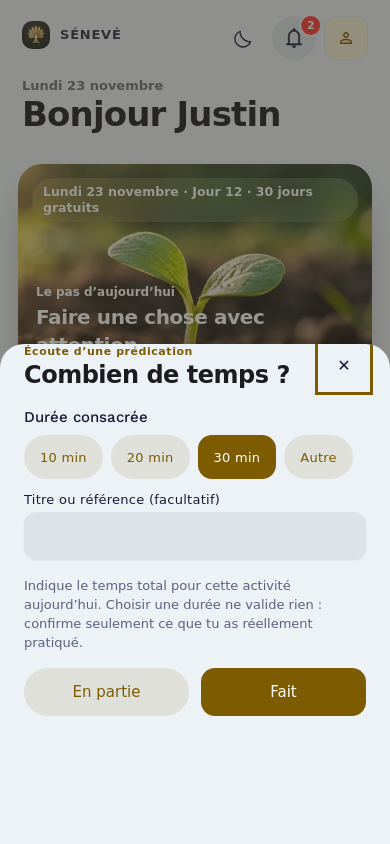 SÉNEVÉ
2
Lundi 23 novembre
Bonjour Justin
Lundi 23 novembre · Jour 12 · 30 jours
gratuits
Le pas d’aujourd’hui
Faire une chose avec
attention
Écoute d’une prédication
Combien de temps ?
×
Durée consacrée
10 min
20 min
30 min
Autre
Titre ou référence (facultatif)
Indique le temps total pour cette activité
aujourd’hui. Choisir une durée ne valide rien :
confirme seulement ce que tu as réellement
pratiqué.
En partie
Fait